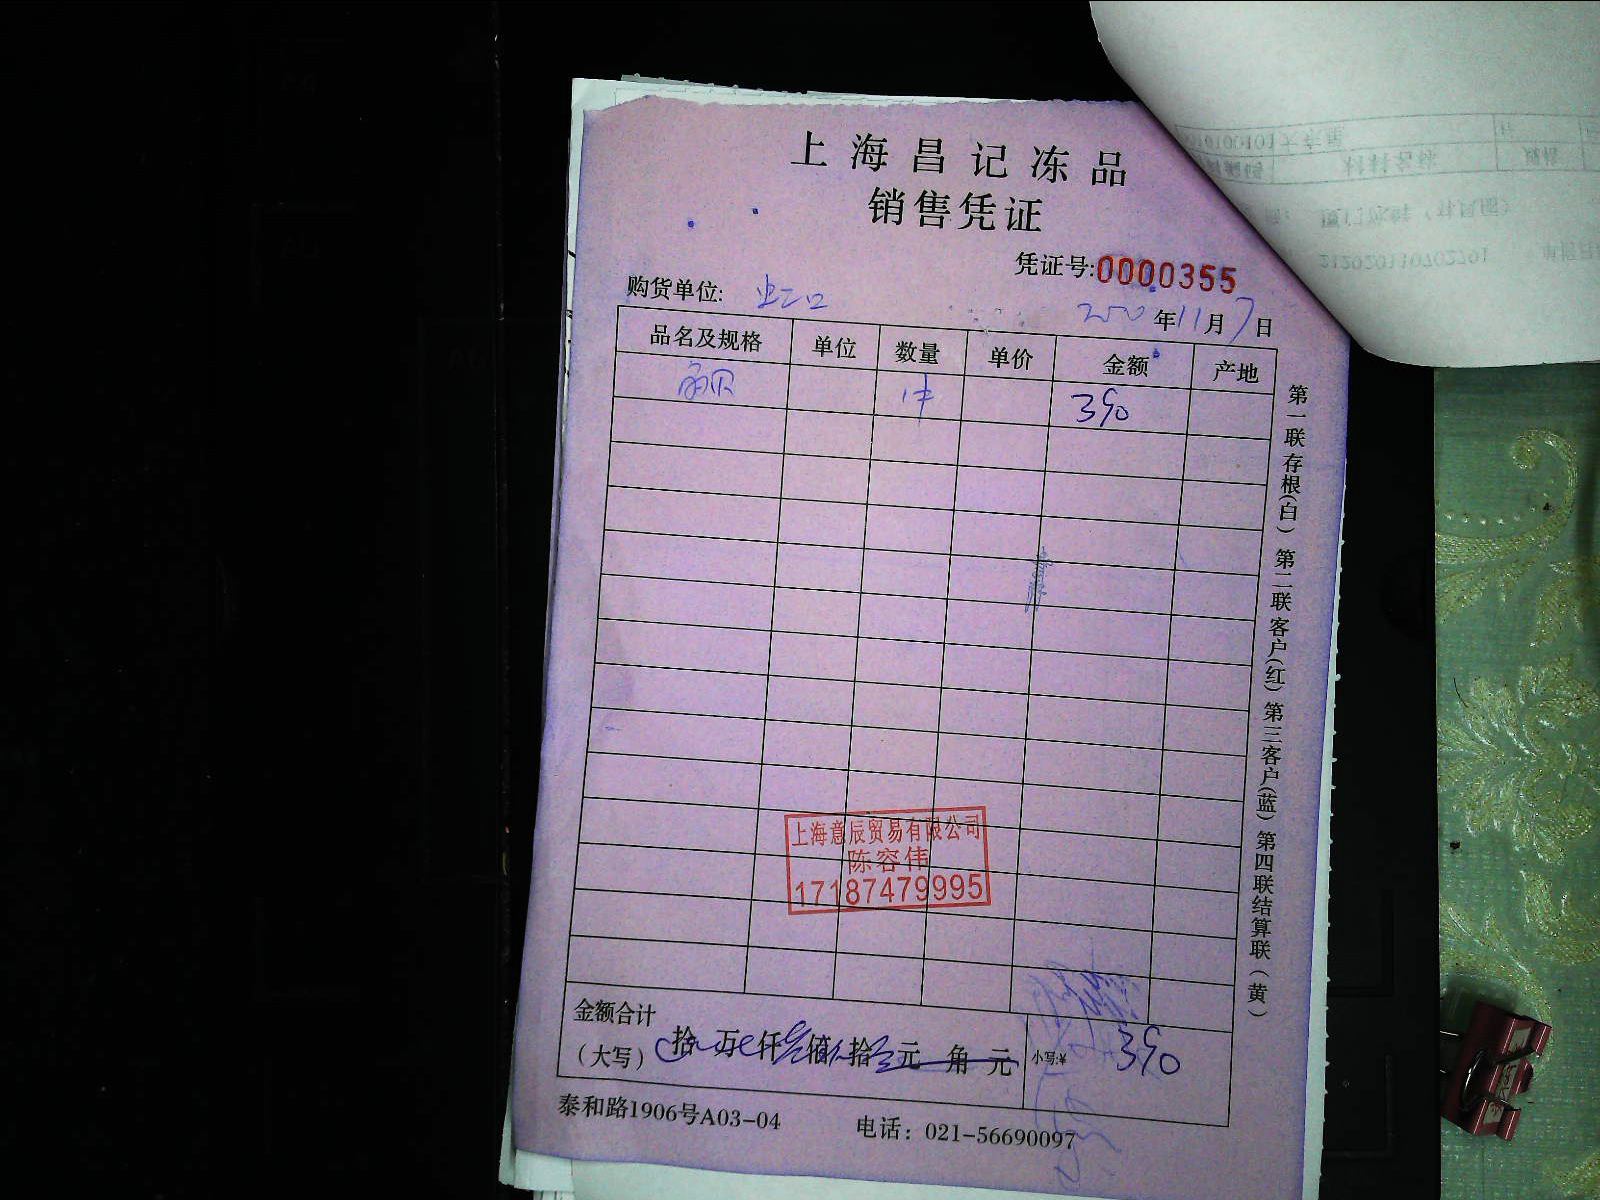 上海昌记冻品
销售凭证
凭证号:0000355
购货单位:
年11月7日
品名及规格 单位 数量 单价 金额 产地
390
上海意辰贸易有限公司
陈容伟
17187479995
金额合计
(大写) 拾 万 仟 佰 拾 元 角 元 小写:¥ 390
泰和路1906号A03-04 电话: 021-56690097
第一联存根(白) 第二联客户(红) 第三客户(蓝) 第四联结算联(黄)